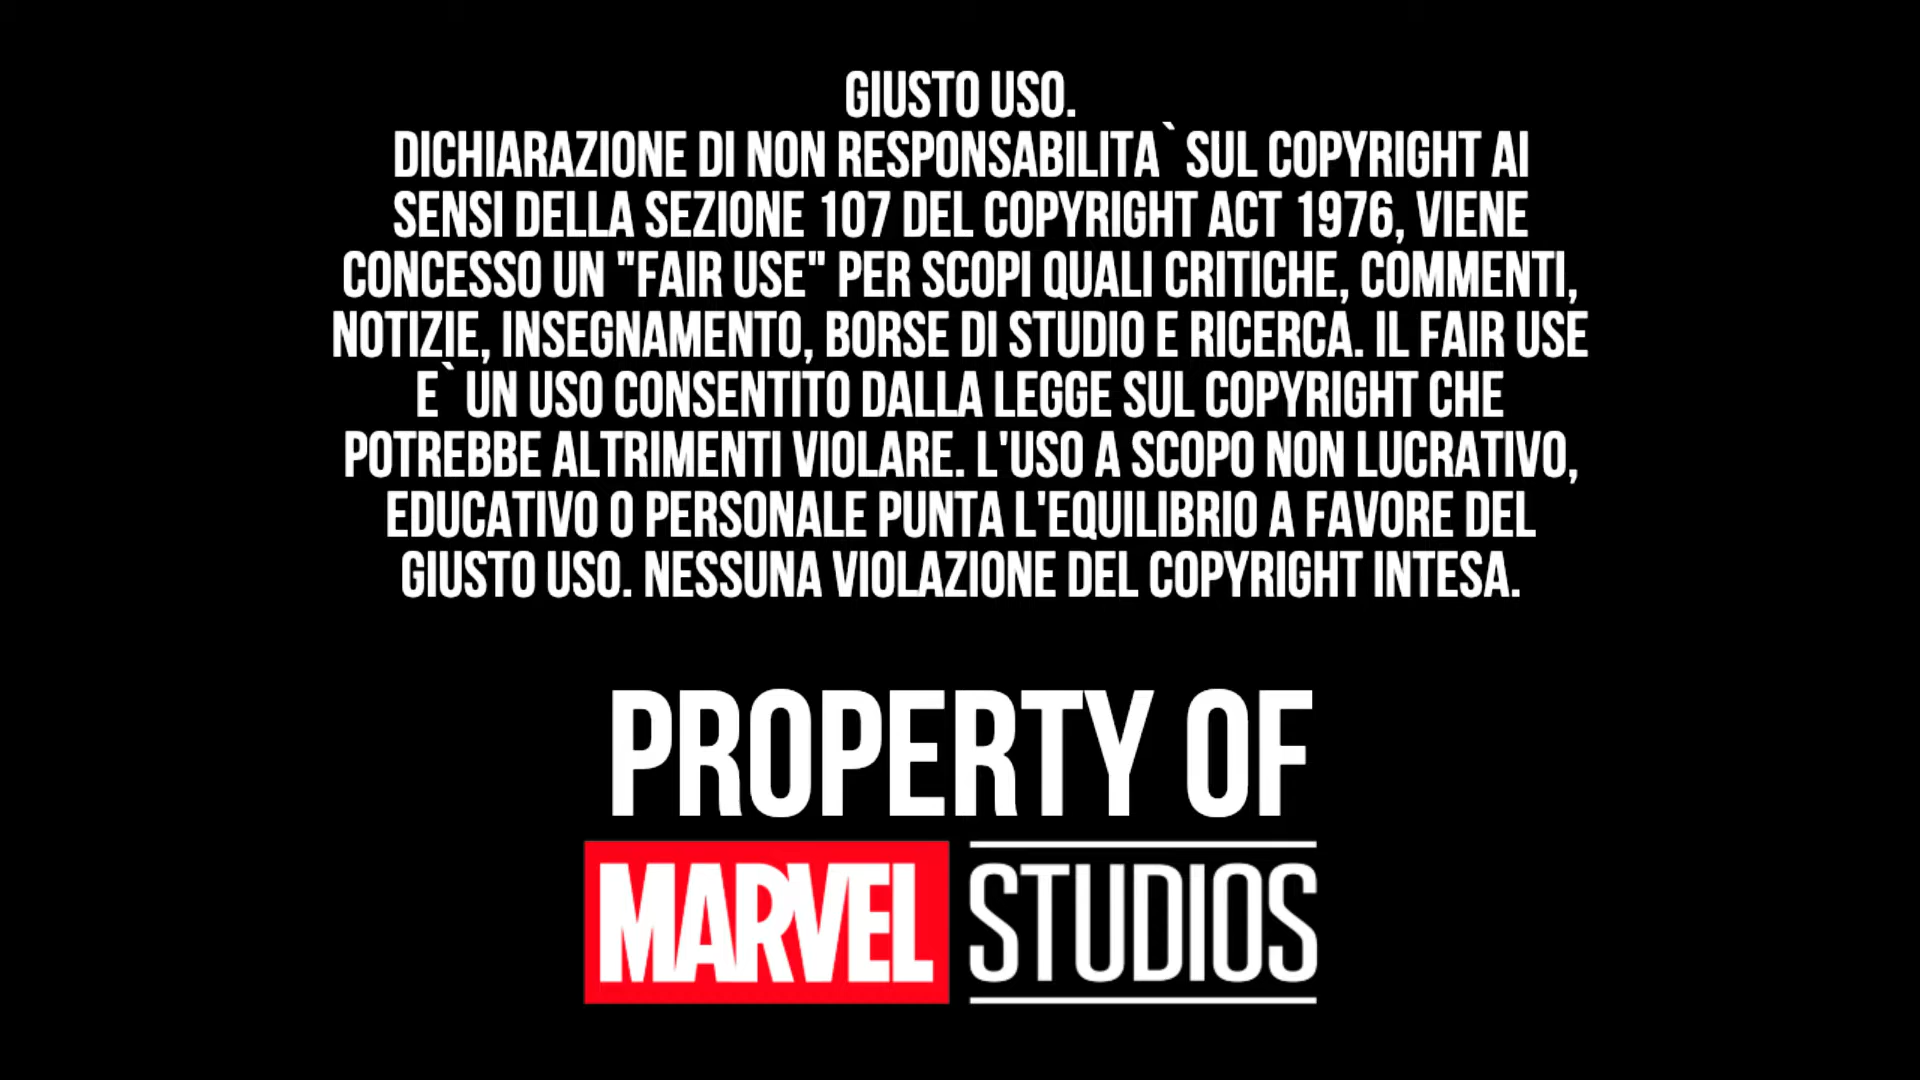 GIUSTO USO.
DICHIARAZIONE DI NON RESPONSABILITA` SUL COPYRIGHT AI
SENSI DELLA SEZIONE 107 DEL COPYRIGHT ACT 1976, VIENE
CONCESSO UN "FAIR USE" PER SCOPI QUALI CRITICHE, COMMENTI,
NOTIZIE, INSEGNAMENTO, BORSE DI STUDIO E RICERCA. IL FAIR USE
E` UN USO CONSENTITO DALLA LEGGE SUL COPYRIGHT CHE
POTREBBE ALTRIMENTI VIOLARE. L'USO A SCOPO NON LUCRATIVO,
EDUCATIVO O PERSONALE PUNTA L'EQUILIBRIO A FAVORE DEL
GIUSTO USO. NESSUNA VIOLAZIONE DEL COPYRIGHT INTESA.
PROPERTY OF
MARVEL STUDIOS